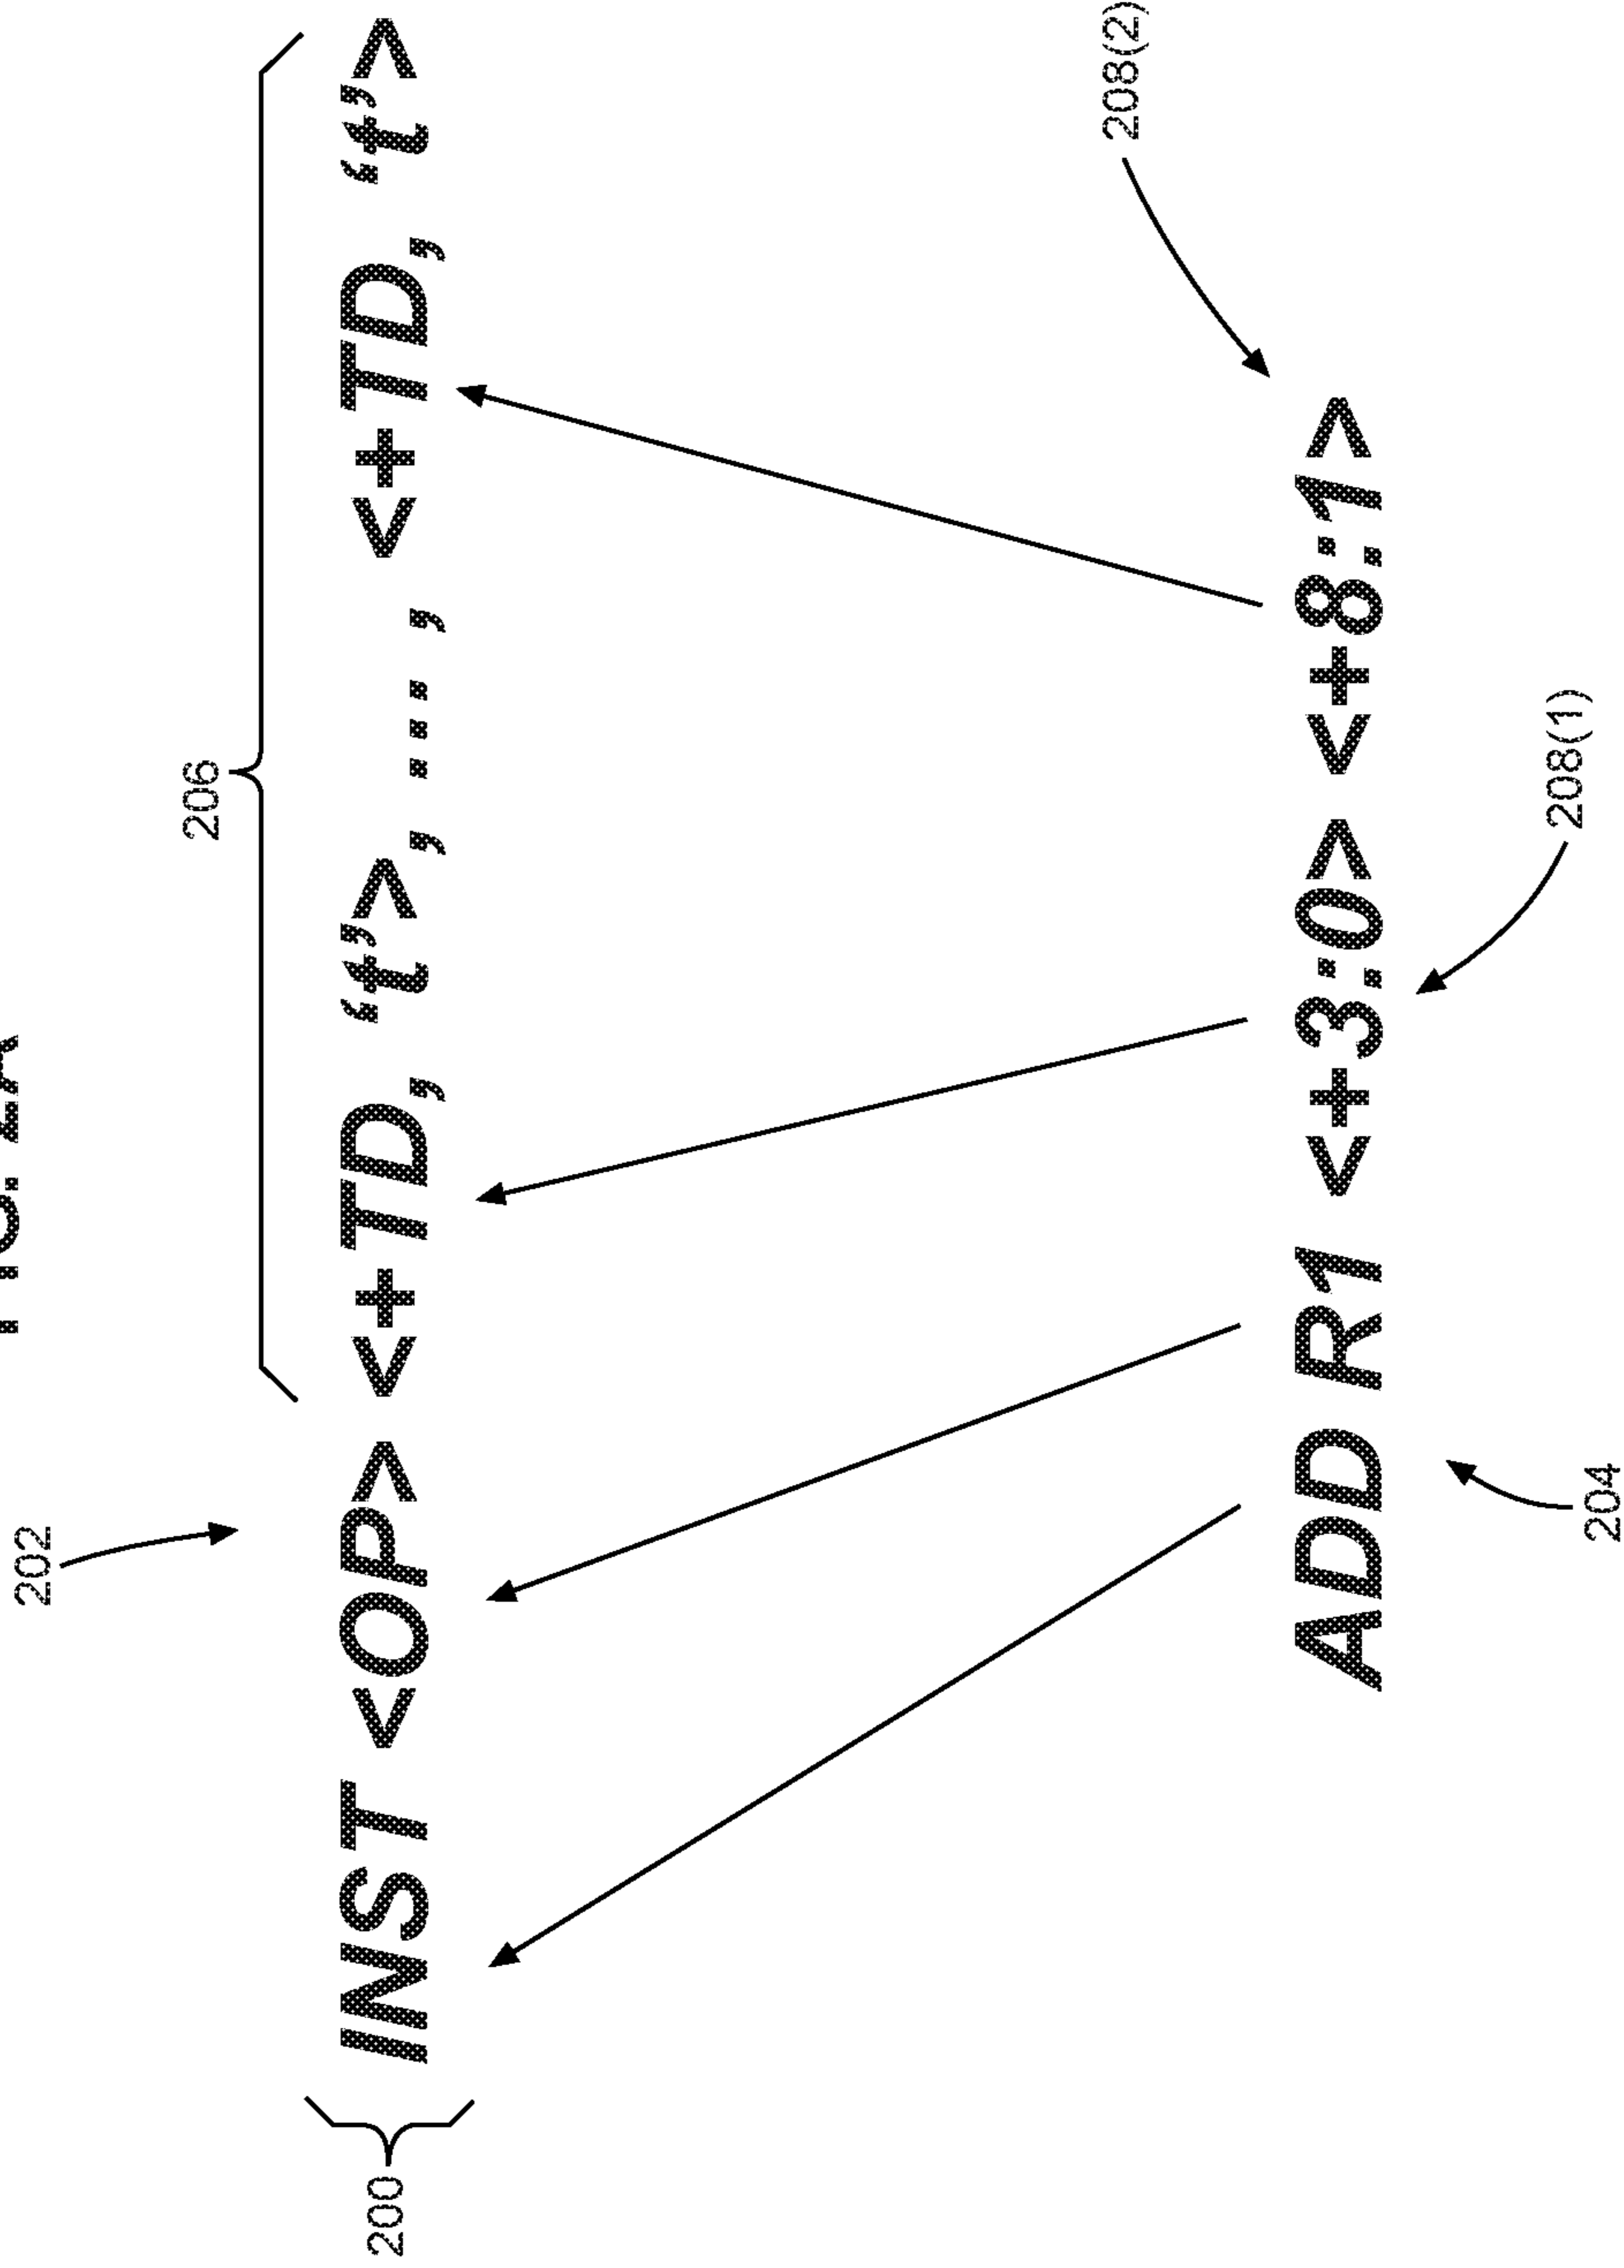 FIG. 2A
202
206
200 INST <OP> <+TD, “t”>, ... , <+TD, “t”>
208(2)
ADD R1 <+3:0> <+8:1>
208(1)
204